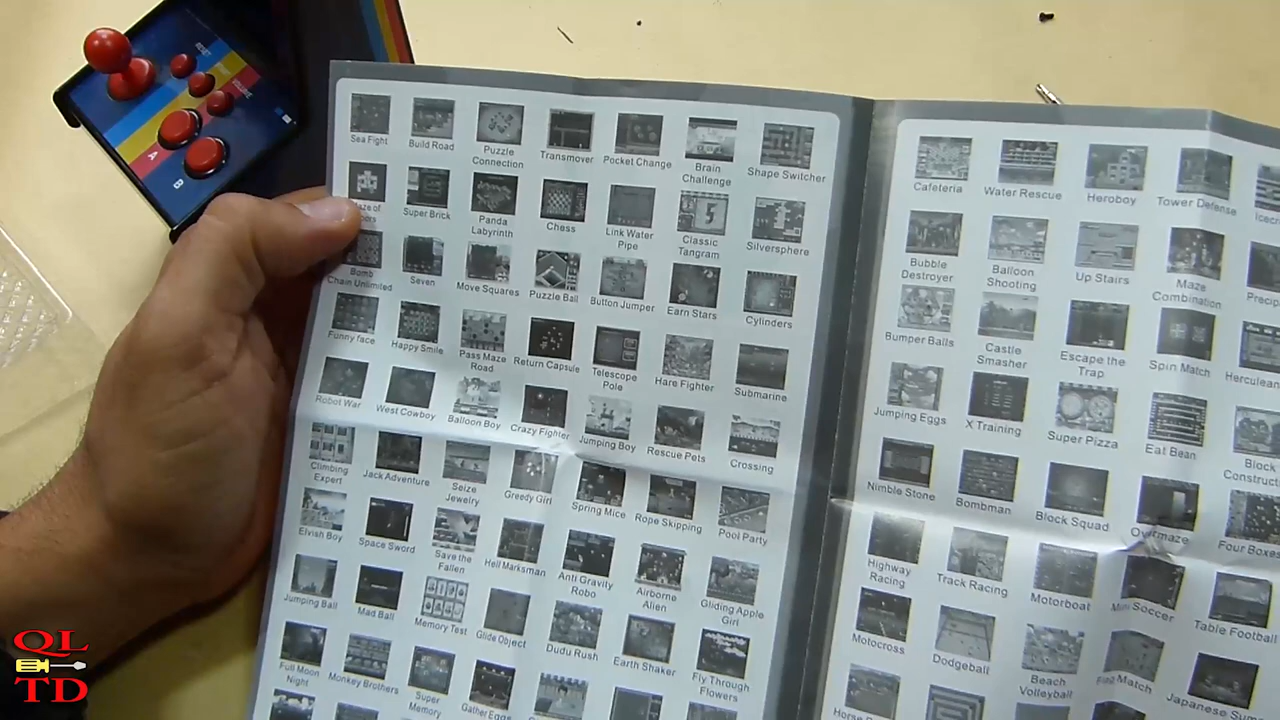 RESET
A
B
Sea Fight
Build Road
Puzzle
Connection
Transmover
Pocket Change
Brain
Challenge
Shape Switcher
Super Brick
Panda
Labyrinth
Chess
Link Water
Pipe
Classic
Tangram
Silversphere
Bomb
Chain Unlimited
Seven
Move Squares
Puzzle Ball
Button Jumper
Earn Stars
Cylinders
Funny face
Happy Smile
Pass Maze
Road
Return Capsule
Telescope
Pole
Hare Fighter
Submarine
Robot War
West Cowboy
Balloon Boy
Crazy Fighter
Jumping Boy
Rescue Pets
Crossing
Climbing
Expert
Jack Adventure
Seize
Jewelry
Greedy Girl
Spring Mice
Rope Skipping
Pool Party
Elvish Boy
Space Sword
Save the
Fallen
Hell Marksman
Anti Gravity
Robo
Airborne
Alien
Gliding Apple
Girl
Jumping Ball
Mad Ball
Memory Test
Glide Object
Dudu Rush
Earth Shaker
Fly Through
Flowers
Full Moon
Night
Monkey Brothers
Super
Memory
Gather Eggs
Cafeteria
Water Rescue
Heroboy
Tower Defense
Bubble
Destroyer
Balloon
Shooting
Up Stairs
Maze
Combination
Bumper Balls
Castle
Smasher
Escape the
Trap
Spin Match
Jumping Eggs
X Training
Super Pizza
Eat Bean
Block
Nimble Stone
Bombman
Block Squad
Overmaze
Four Boxes
Highway
Racing
Track Racing
Motorboat
Mini Soccer
Table Football
Motocross
Dodgeball
Beach
Volleyball
Find Match
QL
TD